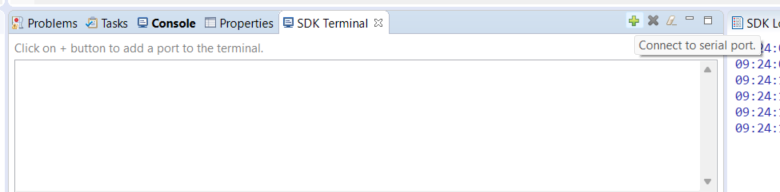 Problems Tasks Console Properties SDK Terminal SDK Lo
Click on + button to add a port to the terminal.
Connect to serial port.
09:24:
09:24:
09:24:
09:24:
09:24: